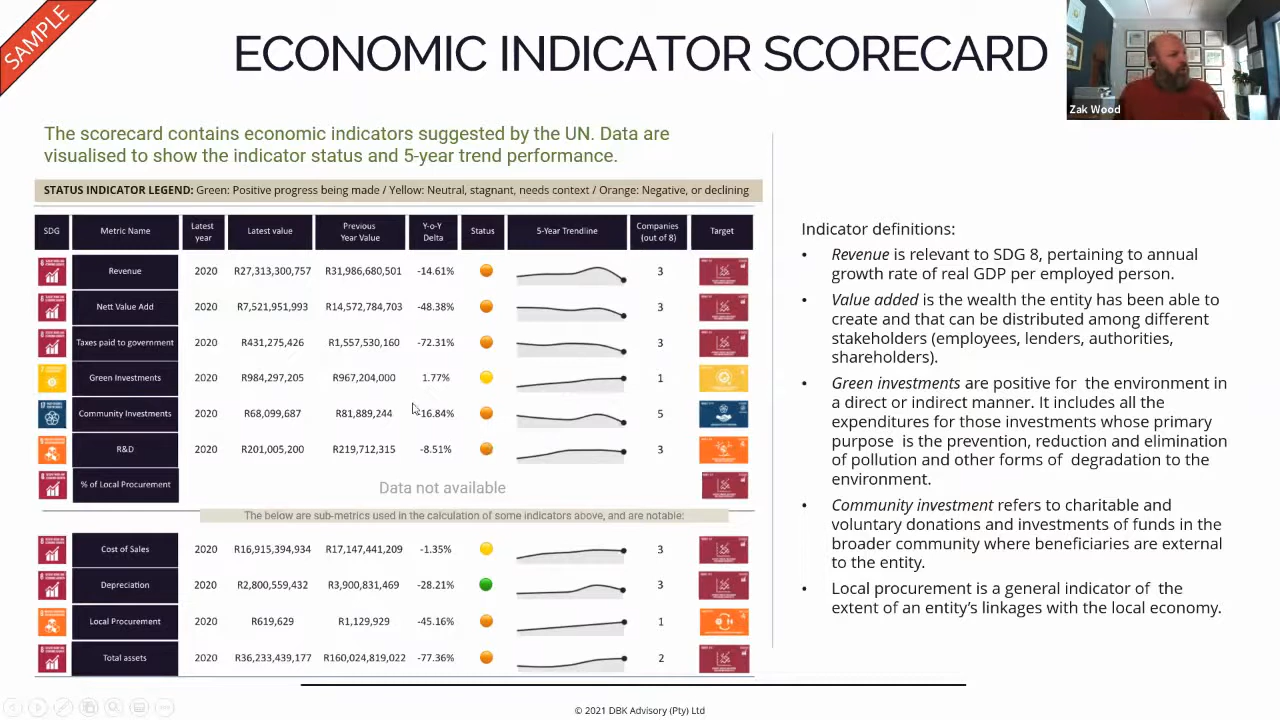 SAMPLE
ECONOMIC INDICATOR SCORECARD
Zak Wood
The scorecard contains economic indicators suggested by the UN. Data are
visualised to show the indicator status and 5-year trend performance.
STATUS INDICATOR LEGEND: Green: Positive progress being made / Yellow: Neutral, stagnant, needs context / Orange: Negative, or declining
SDG Metric Name Latest year Latest value Previous Year Value Y-o-Y Delta Status 5-Year Trendline Companies (out of 8) Target
Revenue 2020 R27,313,300,757 R31,986,680,501 -14.61% 3
Nett Value Add 2020 R7,521,951,993 R14,572,784,703 -48.38% 3
Taxes paid to government 2020 R431,275,426 R1,557,530,160 -72.31% 3
Green Investments 2020 R984,297,205 R967,204,000 1.77% 1
Community Investments 2020 R68,099,687 R81,889,244 -16.84% 5
R&D 2020 R201,005,200 R219,712,315 -8.51% 3
% of Local Procurement Data not available
The below are sub-metrics used in the calculation of some indicators above, and are notable:
Cost of Sales 2020 R16,915,394,934 R17,147,441,209 -1.35% 3
Depreciation 2020 R2,800,559,432 R3,900,831,469 -28.21% 3
Local Procurement 2020 R619,629 R1,129,929 -45.16% 1
Total assets 2020 R36,233,439,177 R160,024,819,022 -77.36% 2
Indicator definitions:
• Revenue is relevant to SDG 8, pertaining to annual
growth rate of real GDP per employed person.
• Value added is the wealth the entity has been able to
create and that can be distributed among different
stakeholders (employees, lenders, authorities,
shareholders).
• Green investments are positive for the environment in
a direct or indirect manner. It includes all the
expenditures for those investments whose primary
purpose is the prevention, reduction and elimination
of pollution and other forms of degradation to the
environment.
• Community investment refers to charitable and
voluntary donations and investments of funds in the
broader community where beneficiaries are external
to the entity.
• Local procurement is a general indicator of the
extent of an entity's linkages with the local economy.
© 2021 DBK Advisory (Pty) Ltd